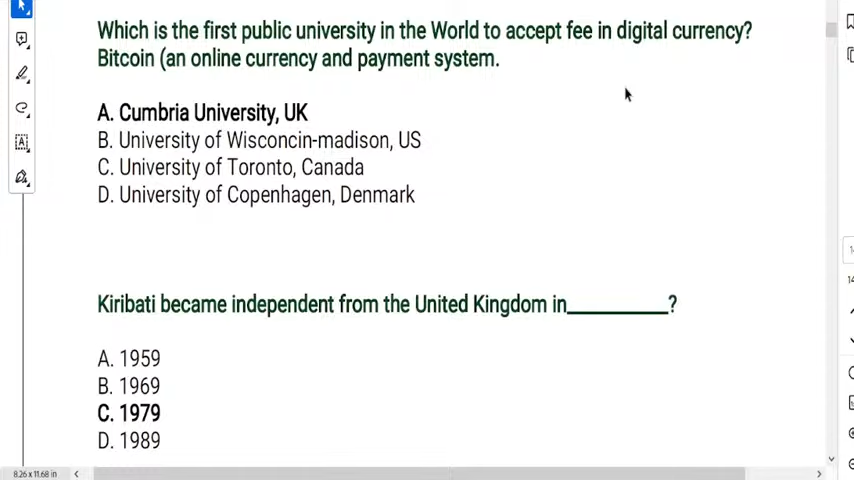 Which is the first public university in the World to accept fee in digital currency?
Bitcoin (an online currency and payment system.
A. Cumbria University, UK
B. University of Wisconcin-madison, US
C. University of Toronto, Canada
D. University of Copenhagen, Denmark
Kiribati became independent from the United Kingdom in__________?
A. 1959
B. 1969
C. 1979
D. 1989
8.26 x 11.68 in